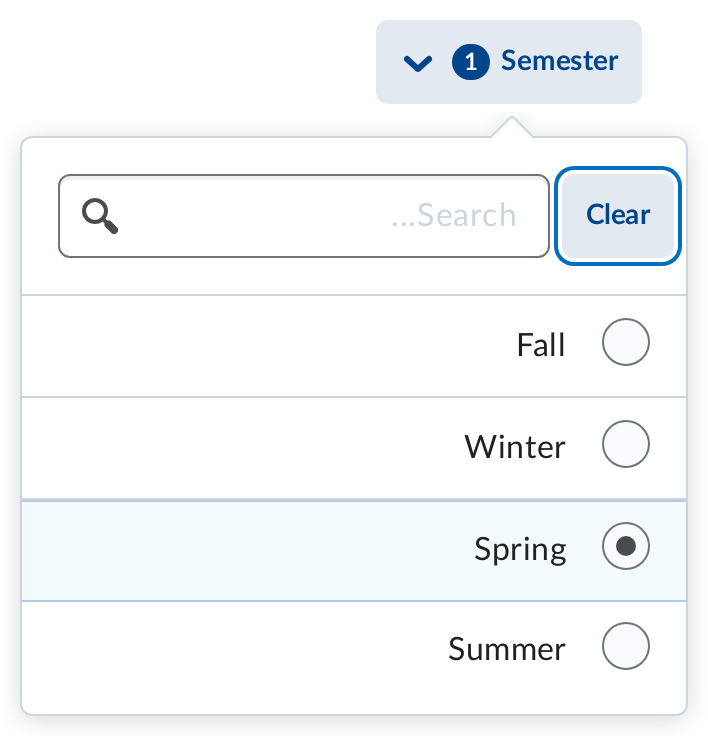 1 Semester
...Search
Clear
Fall
Winter
Spring
Summer